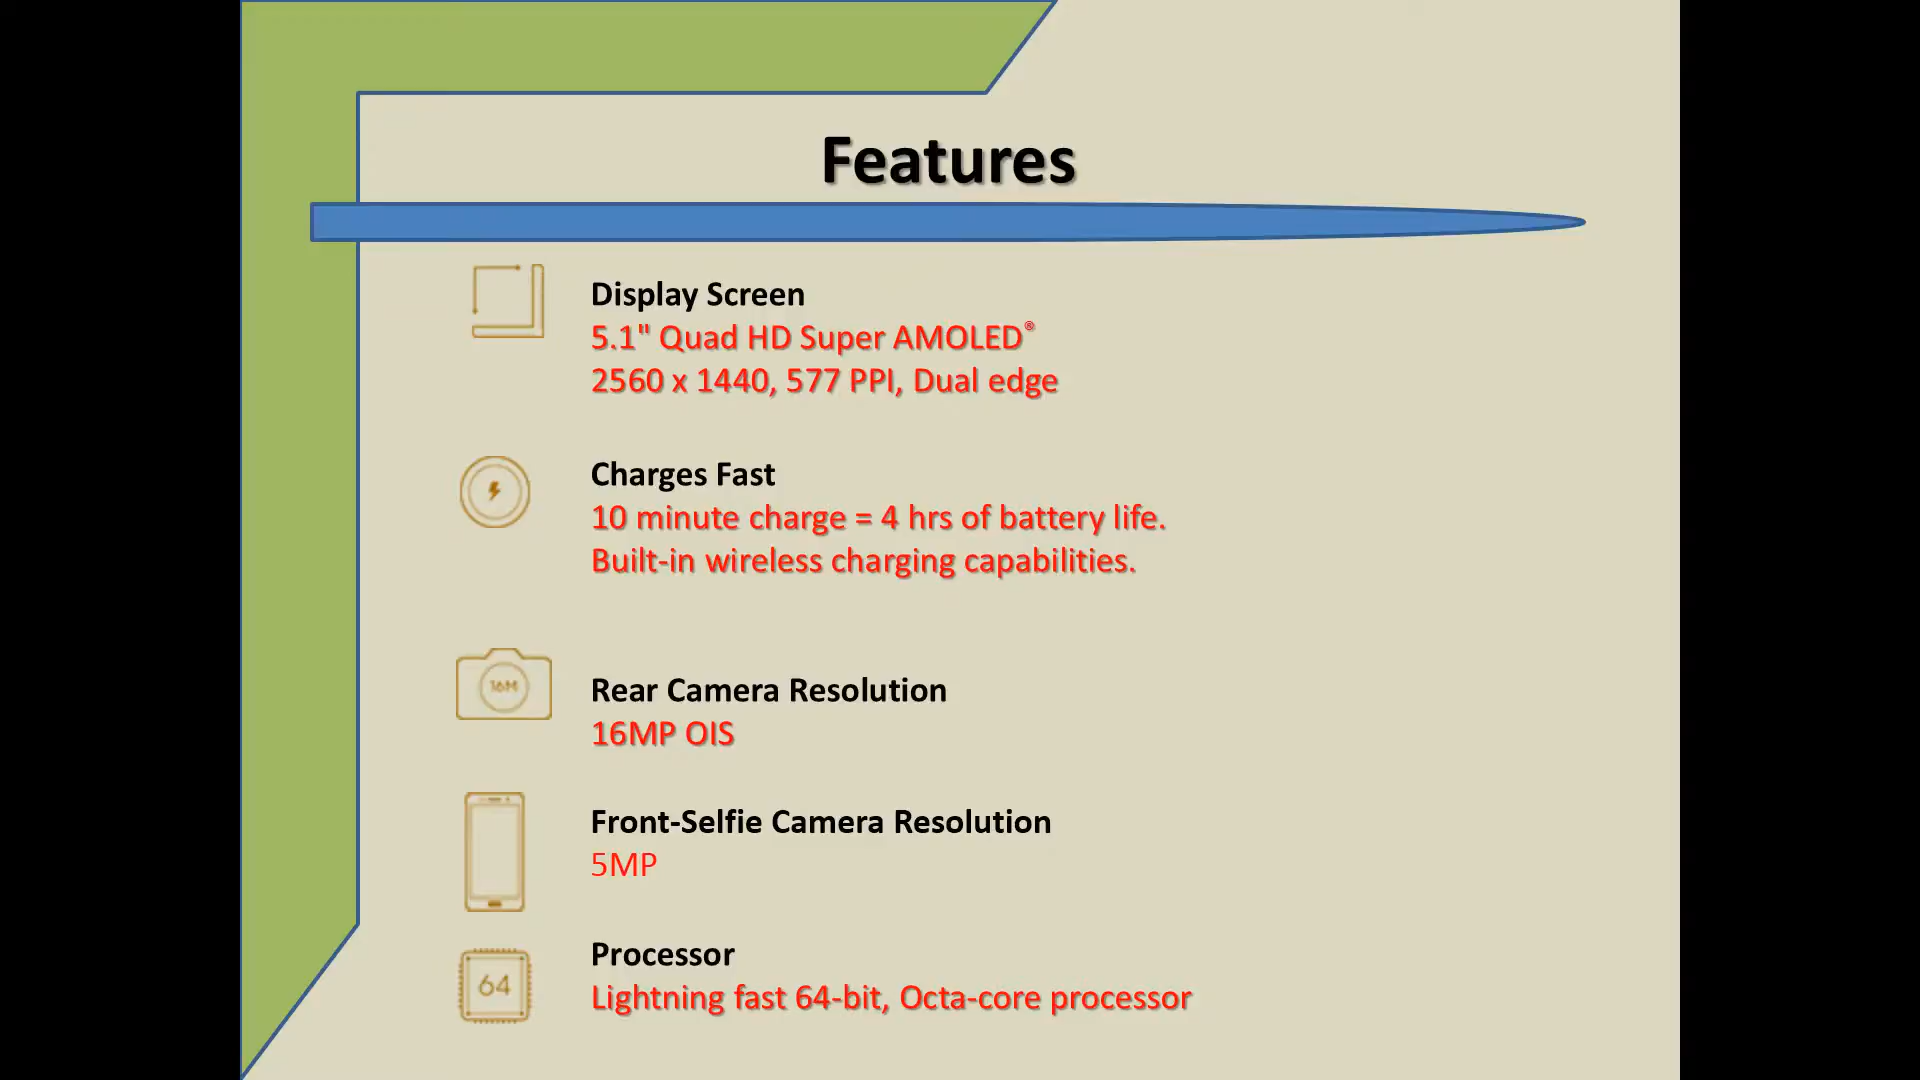 Features
Display Screen
5.1" Quad HD Super AMOLED®
2560 x 1440, 577 PPI, Dual edge
Charges Fast
10 minute charge = 4 hrs of battery life.
Built-in wireless charging capabilities.
16M
Rear Camera Resolution
16MP OIS
Front-Selfie Camera Resolution
5MP
Processor
64
Lightning fast 64-bit, Octa-core processor